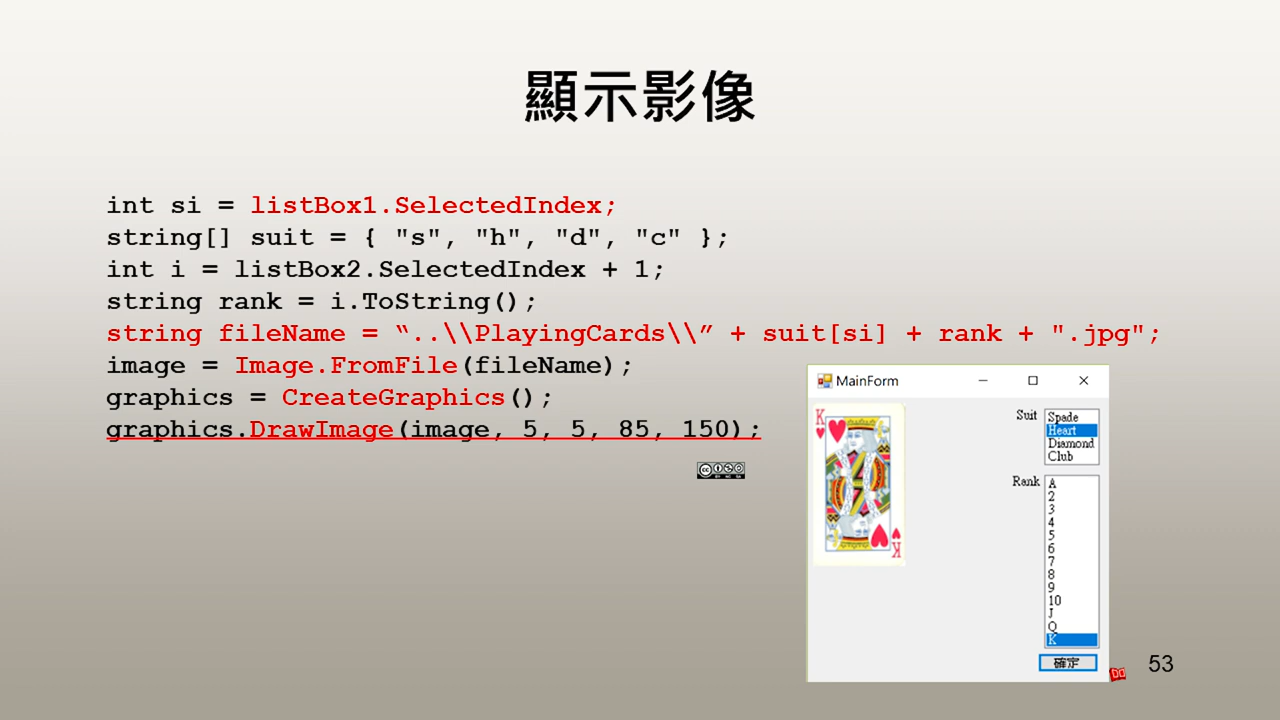 顯示影像
int si = listBox1.SelectedIndex;
string[] suit = { "s", "h", "d", "c" };
int i = listBox2.SelectedIndex + 1;
string rank = i.ToString();
string fileName = “..\\PlayingCards\\” + suit[si] + rank + ".jpg";
image = Image.FromFile(fileName);
graphics = CreateGraphics();
graphics.DrawImage(image, 5, 5, 85, 150);
MainForm
K
K
Suit
Spade
Heart
Diamond
Club
Rank
A
2
3
4
5
6
7
8
9
10
J
Q
K
確定
cc
53